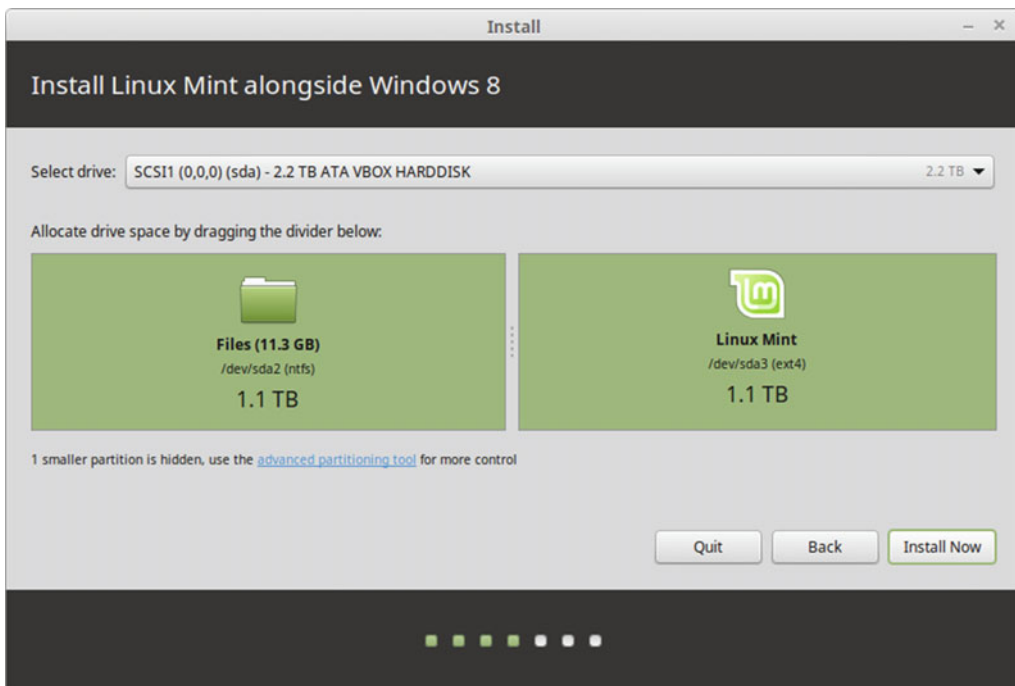 Install
Install Linux Mint alongside Windows 8
Select drive: SCSI1 (0,0,0) (sda) - 2.2 TB ATA VBOX HARDDISK 2.2 TB
Allocate drive space by dragging the divider below:
Files (11.3 GB)
/dev/sda2 (ntfs)
1.1 TB
Linux Mint
/dev/sda3 (ext4)
1.1 TB
1 smaller partition is hidden, use the advanced partitioning tool for more control
Quit Back Install Now